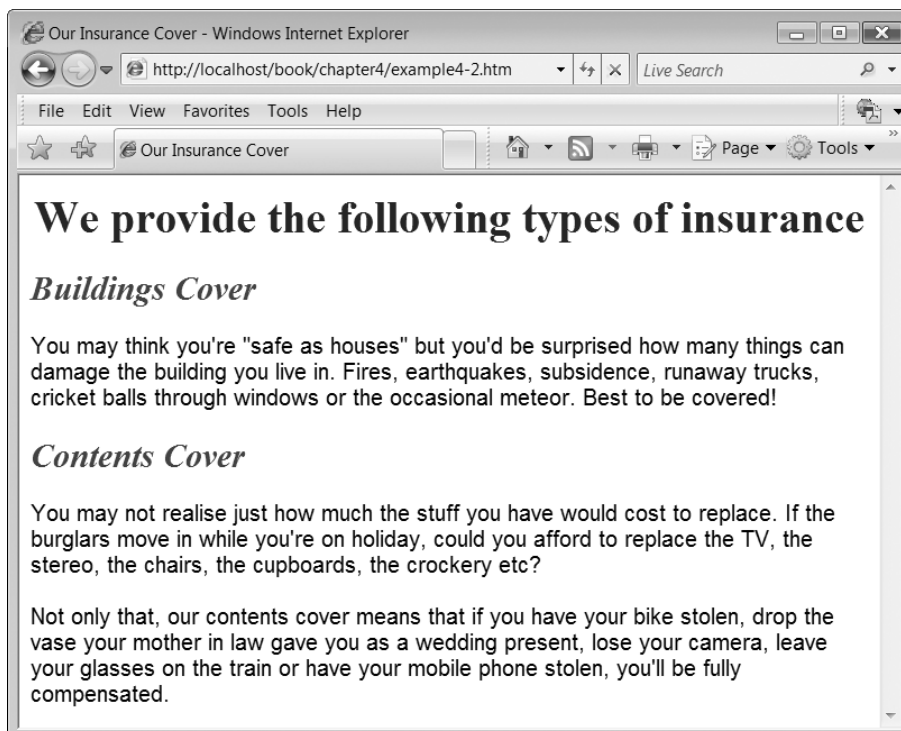 Our Insurance Cover - Windows Internet Explorer
http://localhost/book/chapter4/example4-2.htm
Live Search
File Edit View Favorites Tools Help
Our Insurance Cover
Page
Tools
We provide the following types of insurance
Buildings Cover
You may think you're "safe as houses" but you'd be surprised how many things can
damage the building you live in. Fires, earthquakes, subsidence, runaway trucks,
cricket balls through windows or the occasional meteor. Best to be covered!
Contents Cover
You may not realise just how much the stuff you have would cost to replace. If the
burglars move in while you're on holiday, could you afford to replace the TV, the
stereo, the chairs, the cupboards, the crockery etc?
Not only that, our contents cover means that if you have your bike stolen, drop the
vase your mother in law gave you as a wedding present, lose your camera, leave
your glasses on the train or have your mobile phone stolen, you'll be fully
compensated.